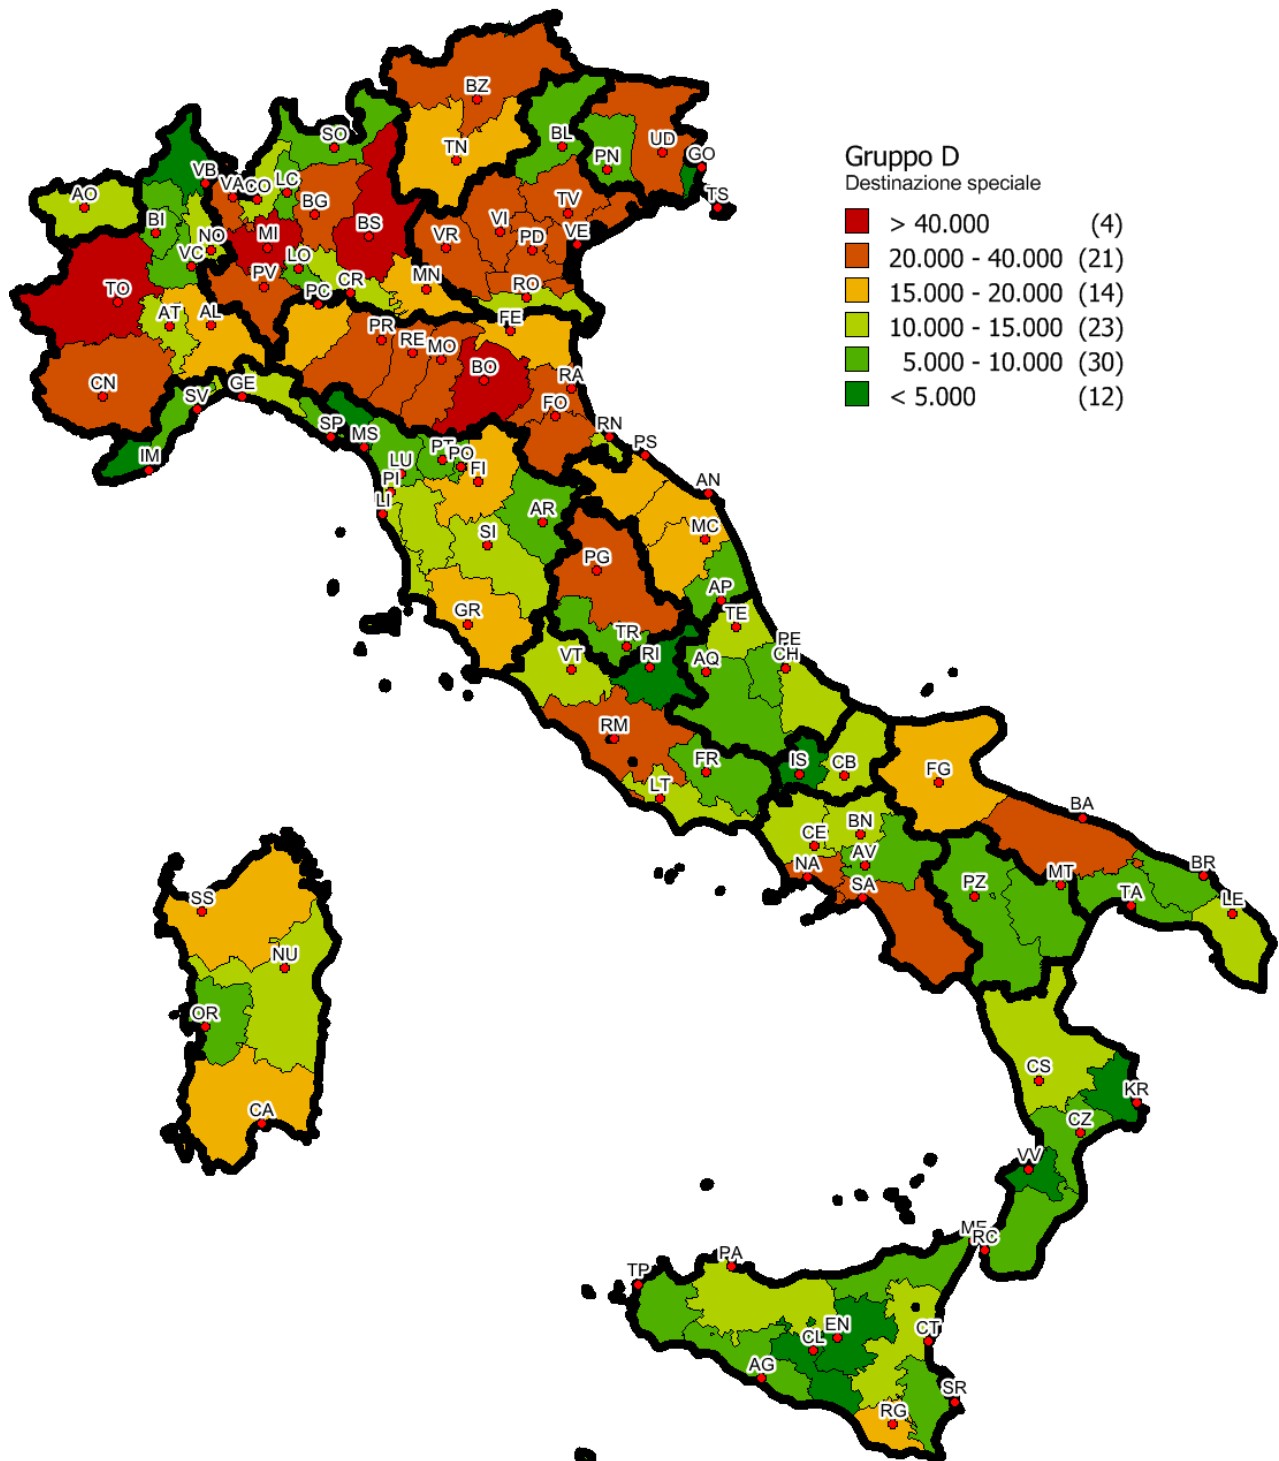 Gruppo D
Destinazione speciale
> 40.000 (4)
20.000 - 40.000 (21)
15.000 - 20.000 (14)
10.000 - 15.000 (23)
5.000 - 10.000 (30)
< 5.000 (12)
BZ
SO
TN
BL
PN
UD
GO
TS
VB
VA
CO
LC
BG
BS
AO
BI
NO
MI
VR
VI
TV
PD
VE
VC
LO
TO
PV
PC
CR
MN
RO
AT
AL
FE
PR
RE
MO
BO
RA
CN
SV
GE
FO
SP
MS
RN
PS
IM
LU
PT
PO
FI
PI
LI
AR
AN
SI
MC
PG
AP
GR
TE
TR
PE
VT
RI
AQ
CH
RM
FR
IS
CB
FG
LT
BA
CE
BN
NA
AV
SA
PZ
MT
BR
TA
LE
SS
NU
OR
CA
CS
KR
CZ
VV
ME
RC
TP
PA
EN
CL
CT
AG
SR
RG